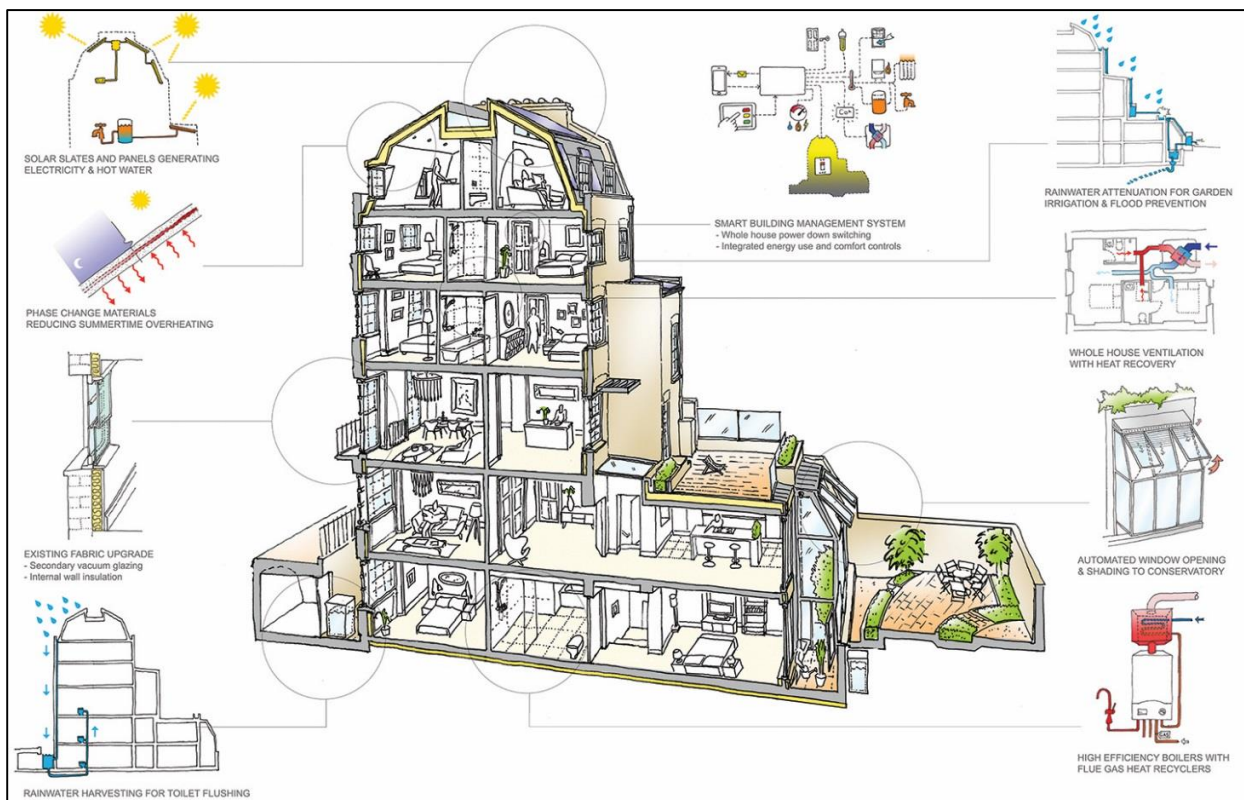 SOLAR SLATES AND PANELS GENERATING
ELECTRICITY & HOT WATER
PHASE CHANGE MATERIALS
REDUCING SUMMERTIME OVERHEATING
EXISTING FABRIC UPGRADE
- Secondary vacuum glazing
- Internal wall insulation
RAINWATER HARVESTING FOR TOILET FLUSHING
SMART BUILDING MANAGEMENT SYSTEM
- Whole house power down switching
- Integrated energy use and comfort controls
RAINWATER ATTENUATION FOR GARDEN
IRRIGATION & FLOOD PREVENTION
WHOLE HOUSE VENTILATION
WITH HEAT RECOVERY
AUTOMATED WINDOW OPENING
& SHADING TO CONSERVATORY
GAS
HIGH EFFICIENCY BOILERS WITH
FLUE GAS HEAT RECYCLERS